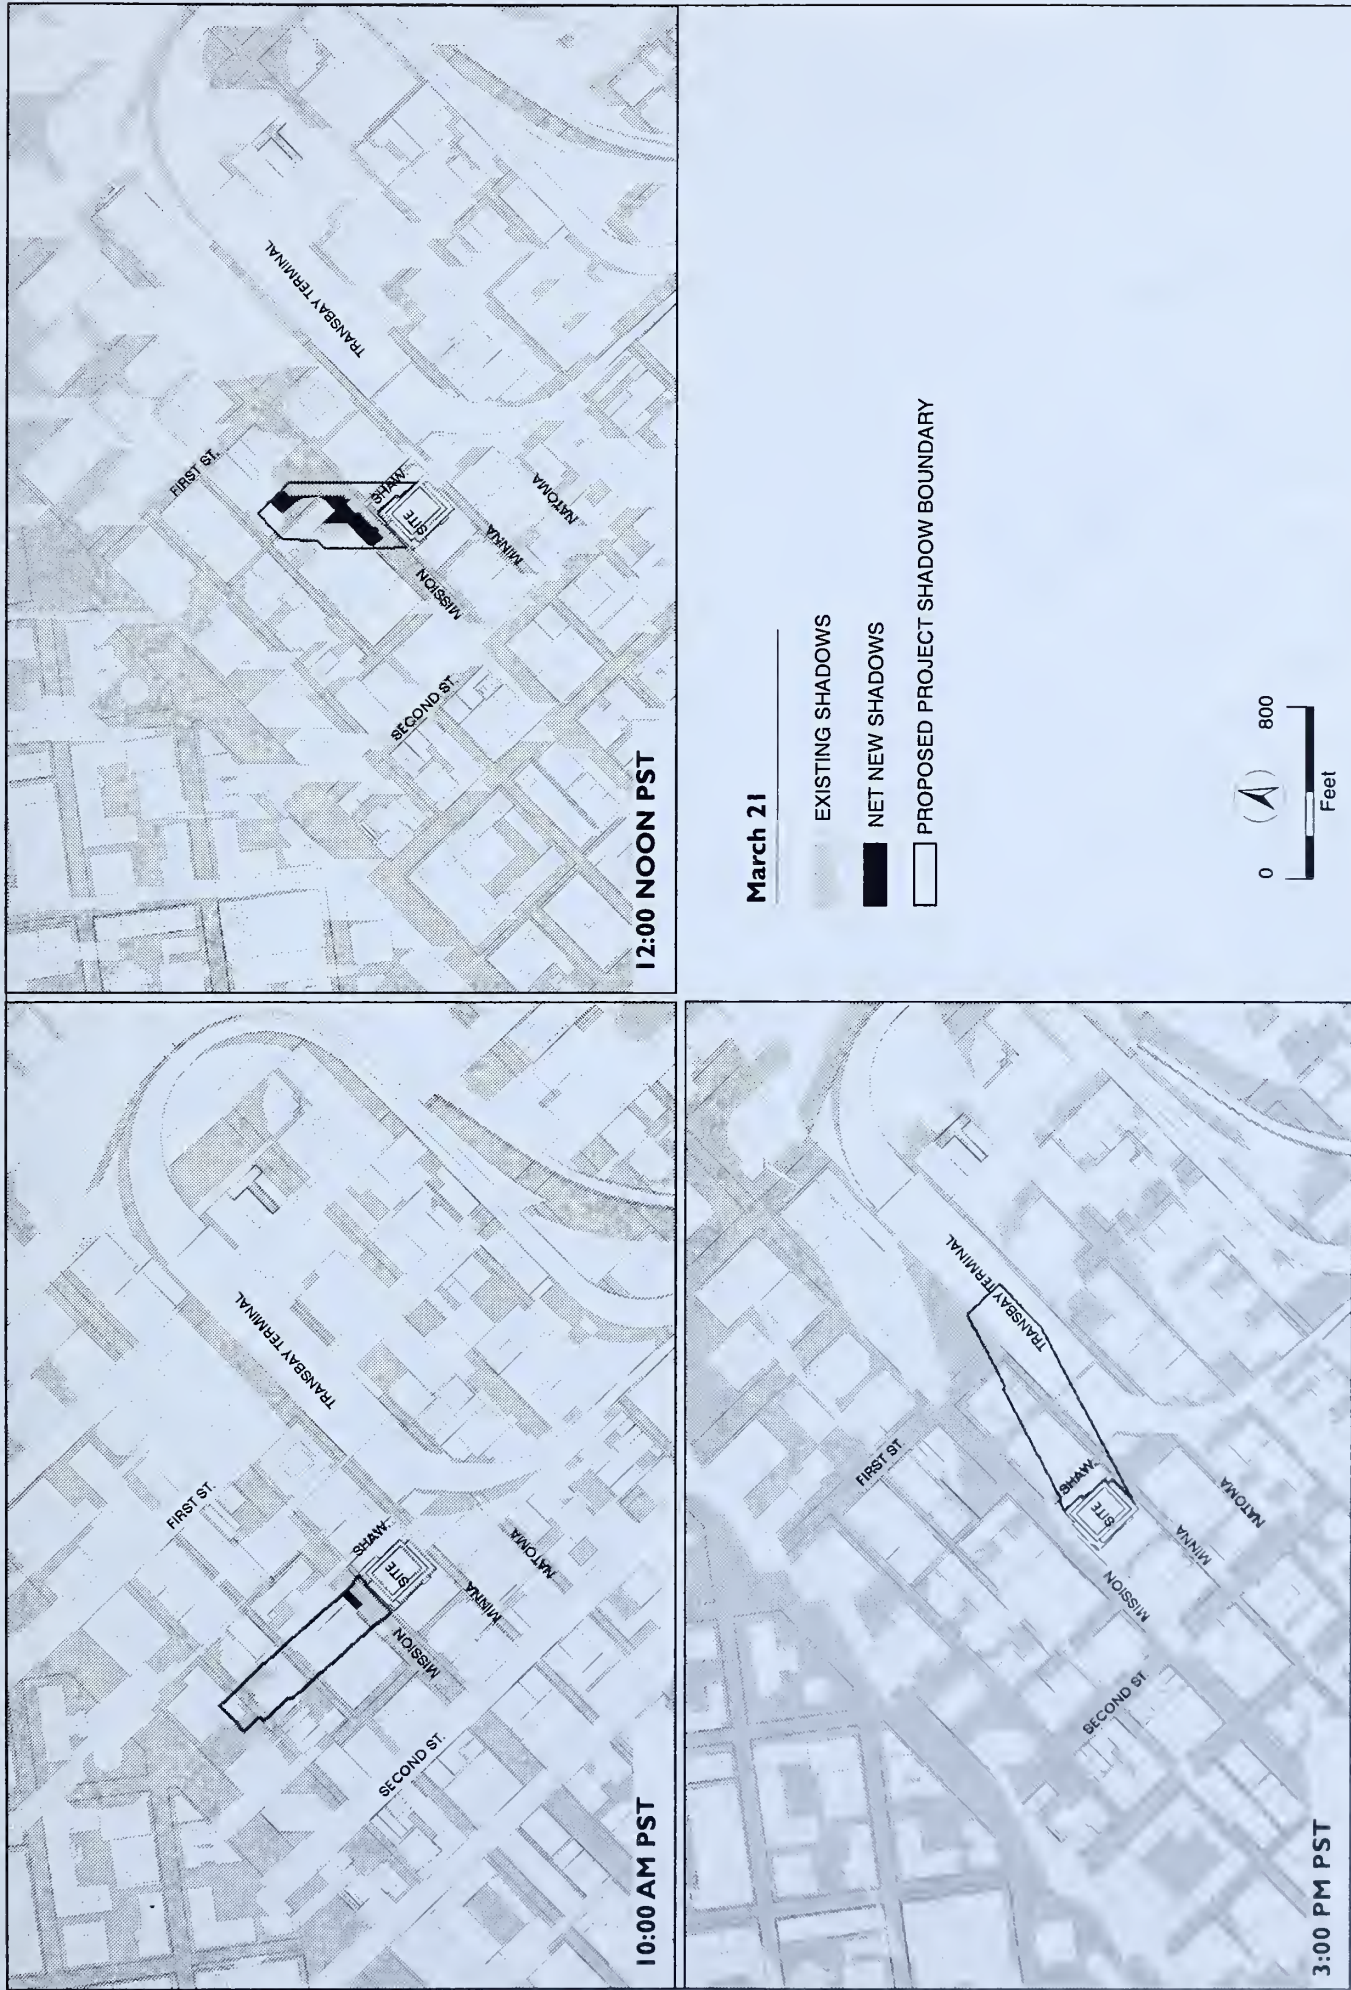 TRANSBAY TERMINAL
FIRST ST.
SHAW
SITE
MINNA
NATOMA
MISSION
SECOND ST.
10:00 AM PST
TRANSBAY TERMINAL
FIRST ST.
SHAW
SITE
MINNA
NATOMA
MISSION
SECOND ST.
12:00 NOON PST
TRANSBAY TERMINAL
FIRST ST.
SHAW
SITE
MINNA
NATOMA
MISSION
SECOND ST.
3:00 PM PST
March 21
EXISTING SHADOWS
NET NEW SHADOWS
PROPOSED PROJECT SHADOW BOUNDARY
0 800
Feet